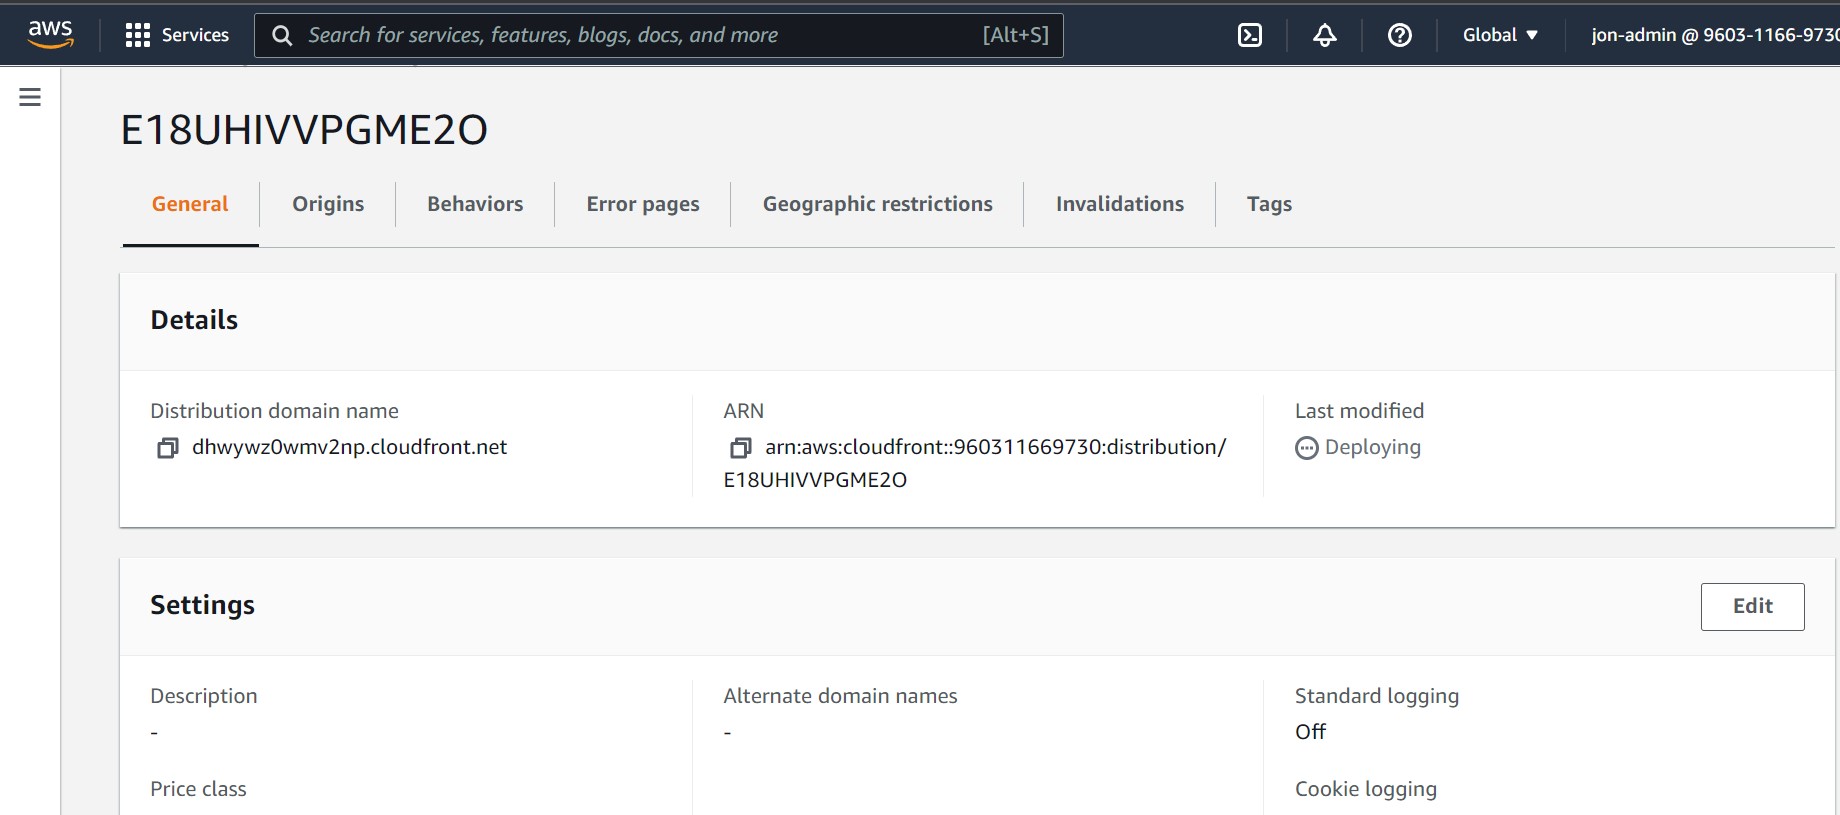 aws Services Search for services, features, blogs, docs, and more [Alt+S] Global ▼ jon-admin @ 9603-1166-9730
E18UHIVVPGME2O
General Origins Behaviors Error pages Geographic restrictions Invalidations Tags
Details
Distribution domain name
dhwywz0wmv2np.cloudfront.net
ARN
arn:aws:cloudfront::960311669730:distribution/
E18UHIVVPGME2O
Last modified
Deploying
Settings
Edit
Description
-
Alternate domain names
-
Standard logging
Off
Price class
Cookie logging